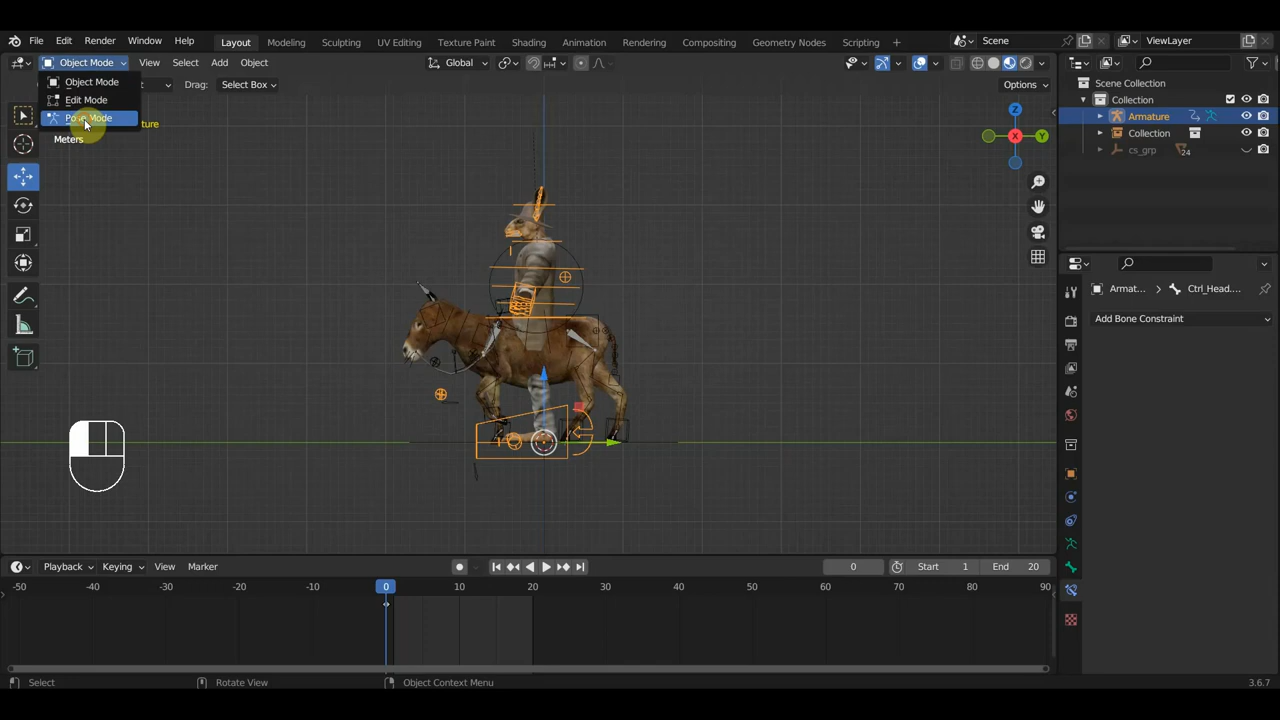 File Edit Render Window Help
Layout Modeling Sculpting UV Editing Texture Paint Shading Animation Rendering Compositing Geometry Nodes Scripting +
Scene
ViewLayer
Object Mode View Select Add Object
Global
Drag: Select Box
Options
Object Mode
Edit Mode
Pose Mode
ture
Meters
X
Y
Z
Scene Collection
Collection
Armature
Collection
cs_grp
24
Armat...
Ctrl_Head....
Add Bone Constraint
Playback Keying View Marker
0
Start 1
End 20
-50 -40 -30 -20 -10 0 10 20 30 40 50 60 70 80 90
Select
Rotate View
Object Context Menu
3.6.7